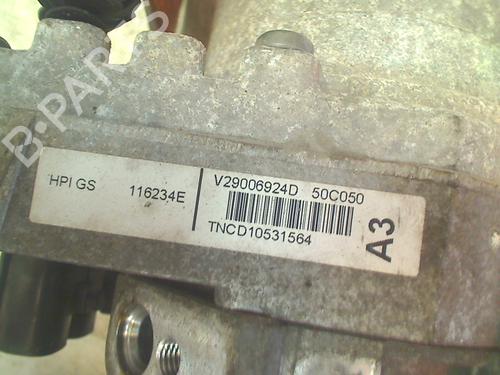 B-PARTS
HPI GS 116234E
V29006924D 50C050
TNCD10531564
A3